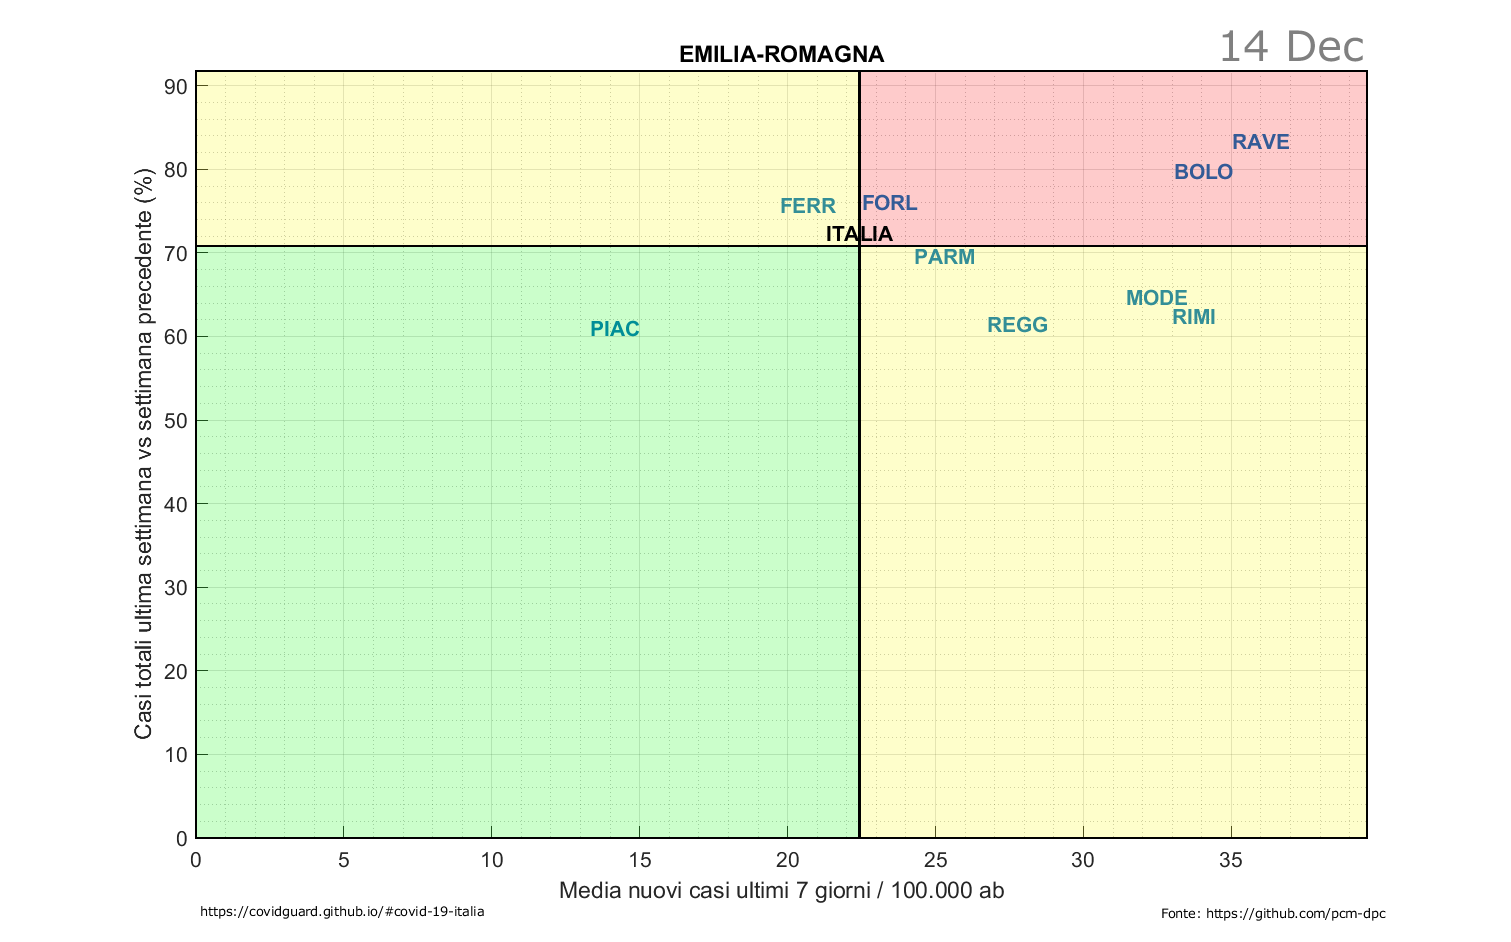 14 Dec
EMILIA-ROMAGNA
Casi totali ultima settimana vs settimana precedente (%)
90
80
70
60
50
40
30
20
10
0
RAVE
BOLO
FERR
FORL
ITALIA
PARM
MODE
RIMI
REGG
PIAC
0 5 10 15 20 25 30 35
Media nuovi casi ultimi 7 giorni / 100.000 ab
https://covidguard.github.io/#covid-19-italia
Fonte: https://github.com/pcm-dpc